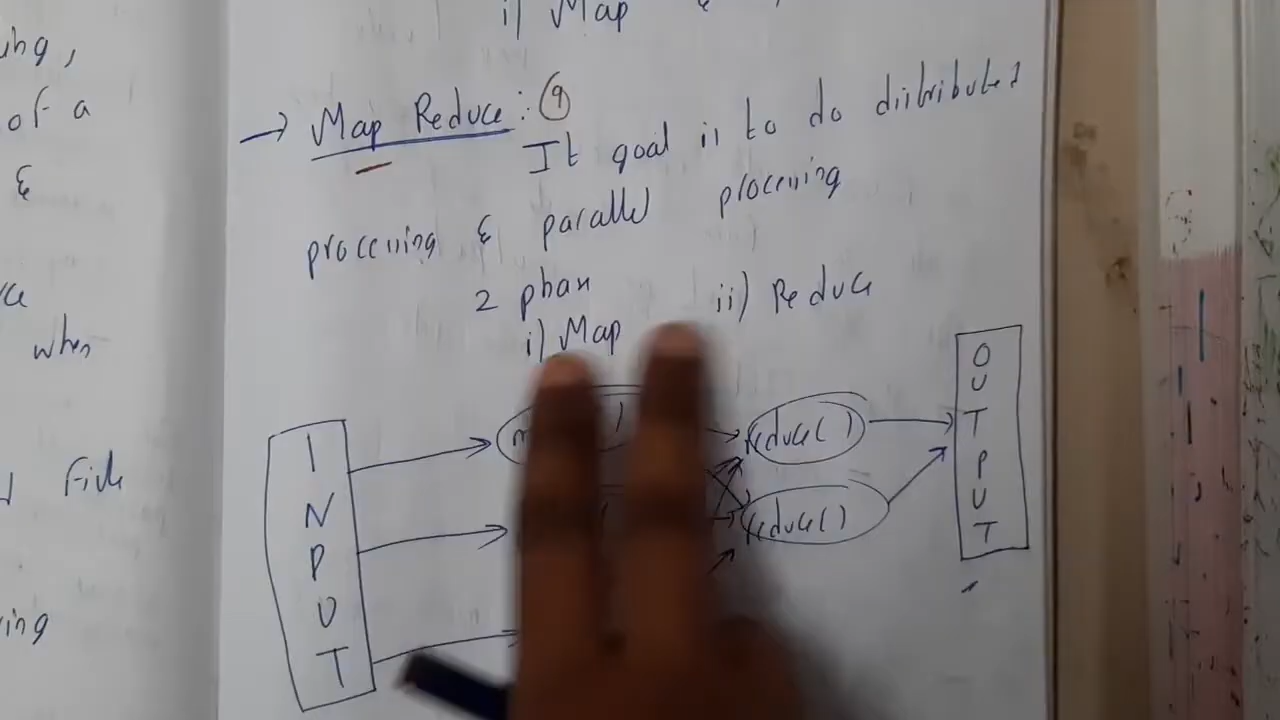 ing,
of a
&
when
ing
i) Map &
→ Map Reduce: 9
It goal is to do distributed
processing & parallel processing
2 phase
i) Map ii) Reduce
INPUT
reduce()
reduce()
OUTPUT